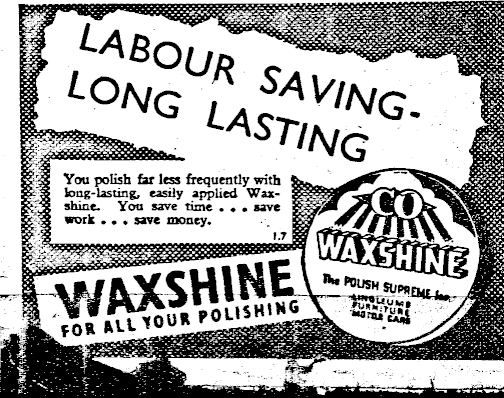 LABOUR SAVING-
LONG LASTING
You polish far less frequently with
long-lasting, easily applied Wax-
shine. You save time . . . save
work . . . save money.
1.7
CO
WAXSHINE
The POLISH SUPREME for
LINOLEUMS
FURNITURE
MOTOR CARS
WAXSHINE
FOR ALL YOUR POLISHING